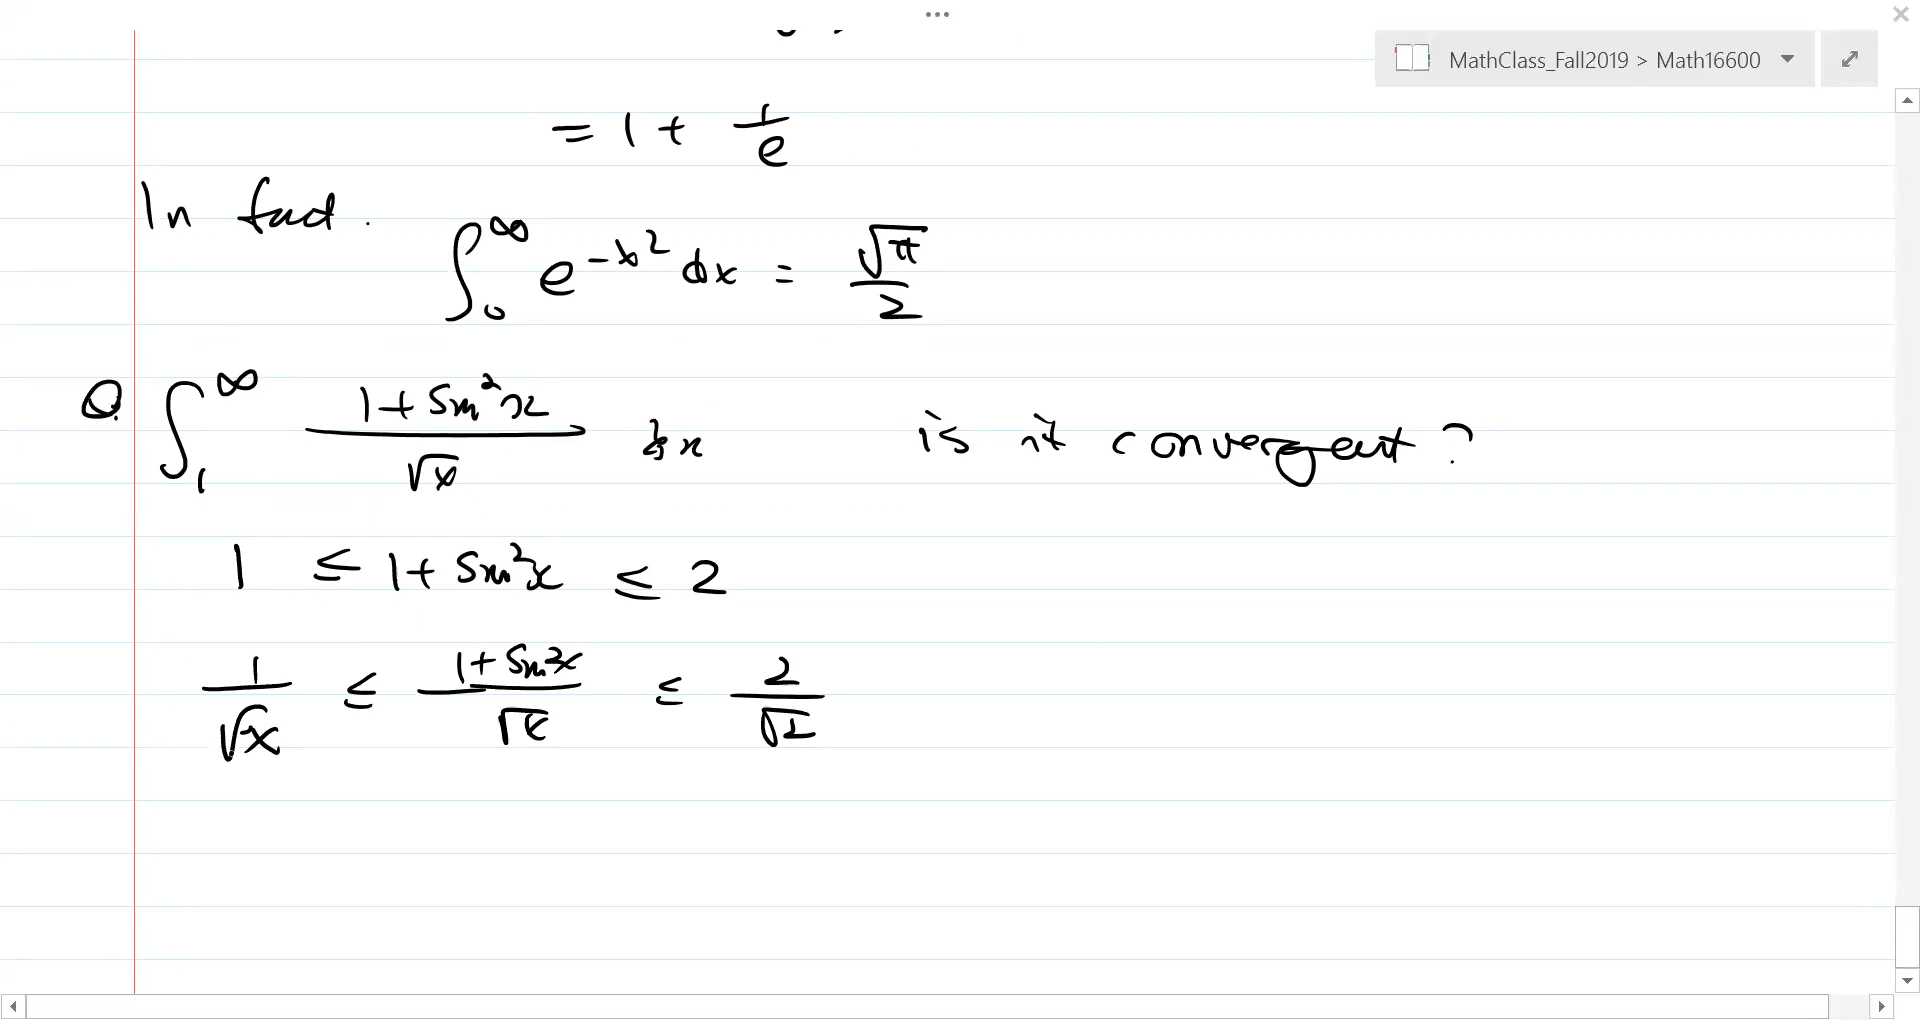 MathClass_Fall2019 > Math16600
= 1 + 1/e
In fact.
∫₀^∞ e^(-x²) dx = √π/2
Q. ∫₁^∞ (1 + Sin²x)/√x dx is it convergent?
1 ≤ 1 + Sin²x ≤ 2
1/√x ≤ (1 + Sin²x)/√x ≤ 2/√x